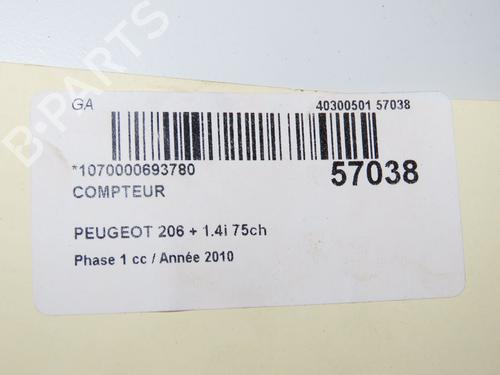 GA 40300501 57038
*1070000693780 57038
COMPTEUR
PEUGEOT 206 + 1.4i 75ch
Phase 1 cc / Année 2010
B-PARTS